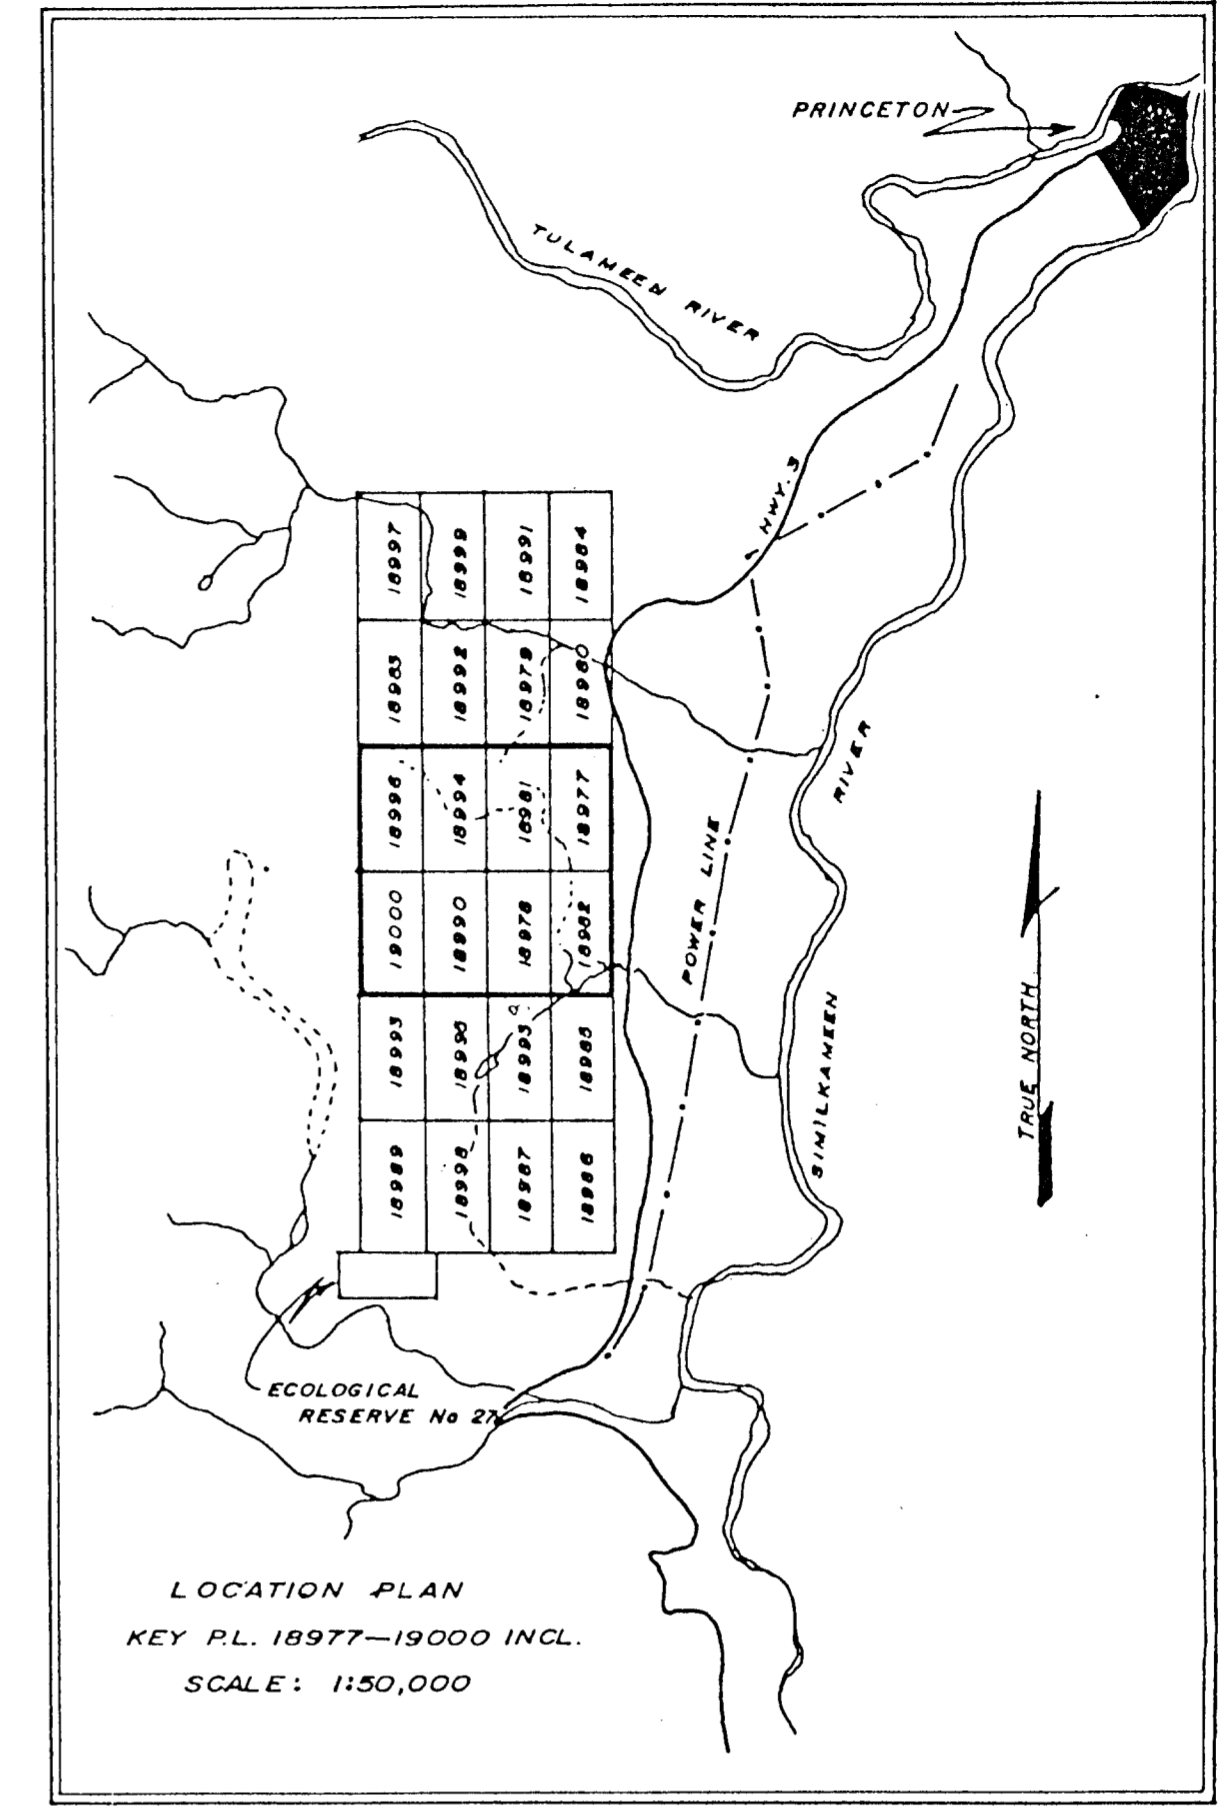 PRINCETON
TULAMEEN RIVER
HWY. 3
18997
18999
18991
18984
18983
18992
18979
18980
18996
18994
18981
18977
19000
18990
18978
18982
18993
18995
18993
18985
18989
18998
18987
18986
POWER LINE
SIMILKAMEEN RIVER
TRUE NORTH
ECOLOGICAL
RESERVE No 27
LOCATION PLAN
KEY P.L. 18977—19000 INCL.
SCALE: 1:50,000